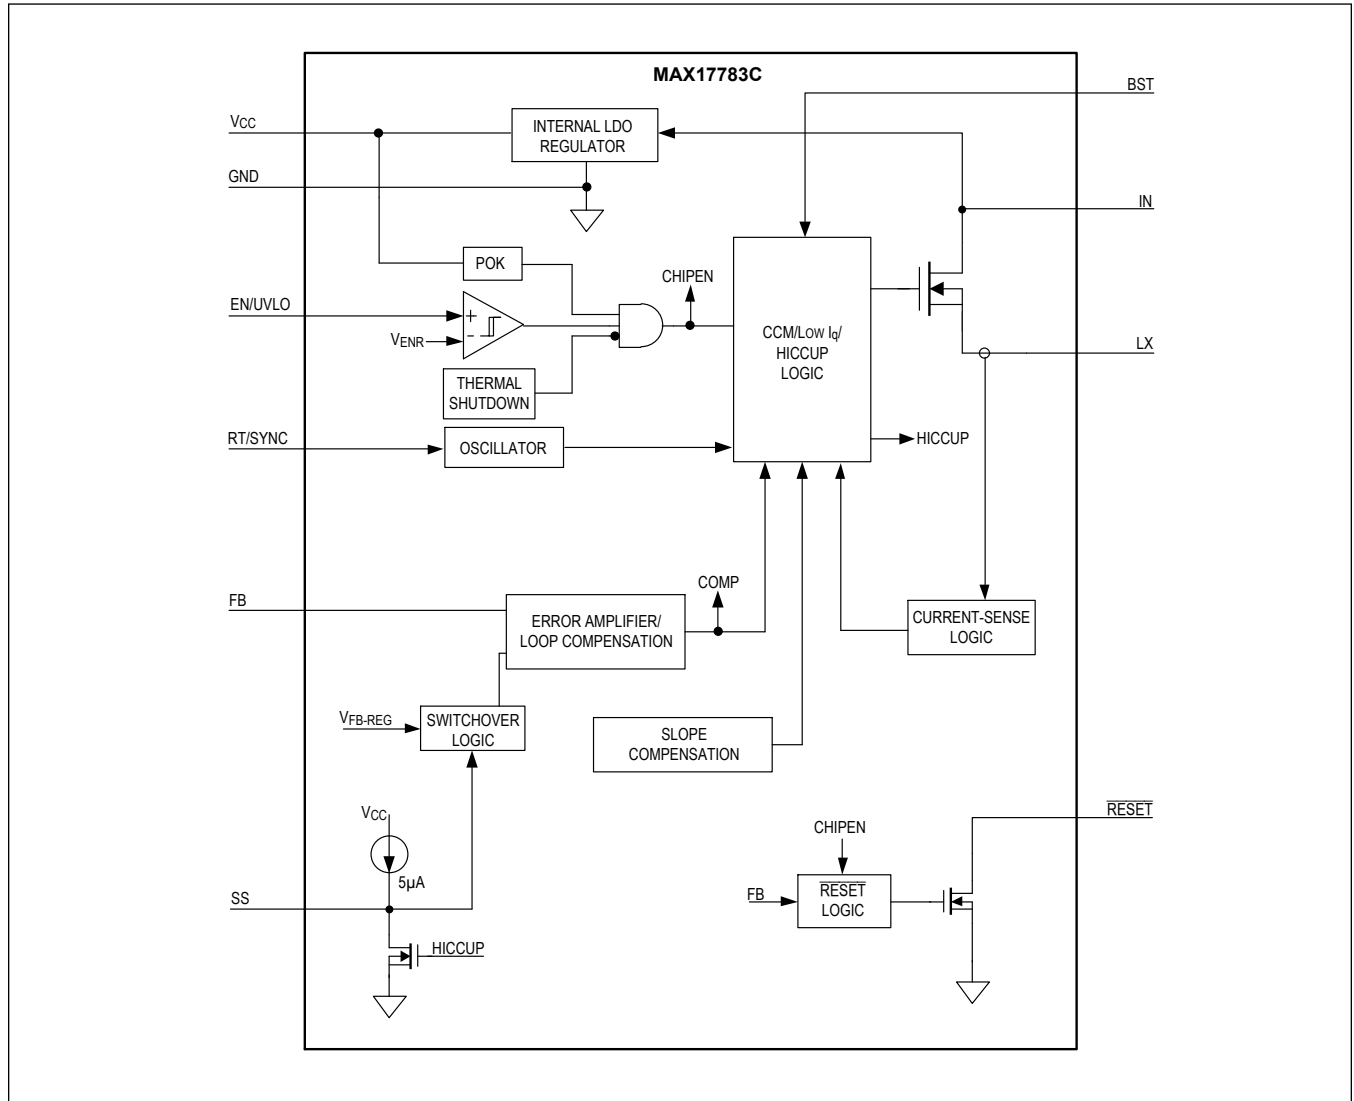 MAX17783C
BST
VCC
INTERNAL LDO
REGULATOR
GND
IN
POK
CHIPEN
EN/UVLO
+
-
VENR
CCM/LOW Iq/
HICCUP
LOGIC
LX
THERMAL
SHUTDOWN
RT/SYNC
OSCILLATOR
HICCUP
COMP
FB
ERROR AMPLIFIER/
LOOP COMPENSATION
CURRENT-SENSE
LOGIC
VFB-REG
SWITCHOVER
LOGIC
SLOPE
COMPENSATION
VCC
RESET
CHIPEN
5µA
SS
FB
RESET
LOGIC
HICCUP